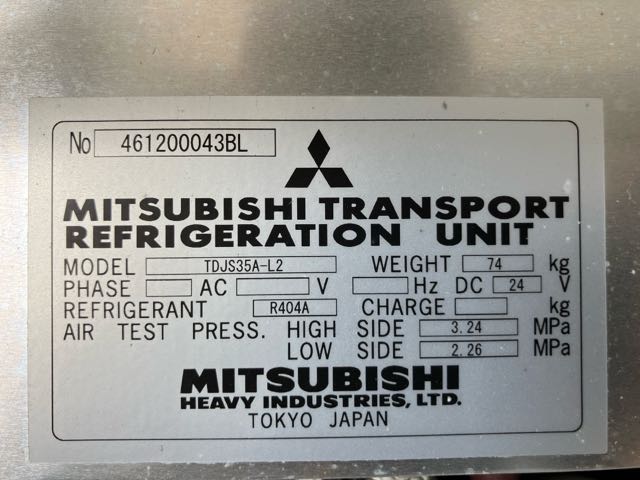 No 461200043BL
MITSUBISHI TRANSPORT
REFRIGERATION UNIT
MODEL TDJS35A-L2 WEIGHT 74 kg
PHASE AC V Hz DC 24 V
REFRIGERANT R404A CHARGE kg
AIR TEST PRESS. HIGH SIDE 3.24 MPa
LOW SIDE 2.26 MPa
MITSUBISHI
HEAVY INDUSTRIES, LTD.
TOKYO JAPAN